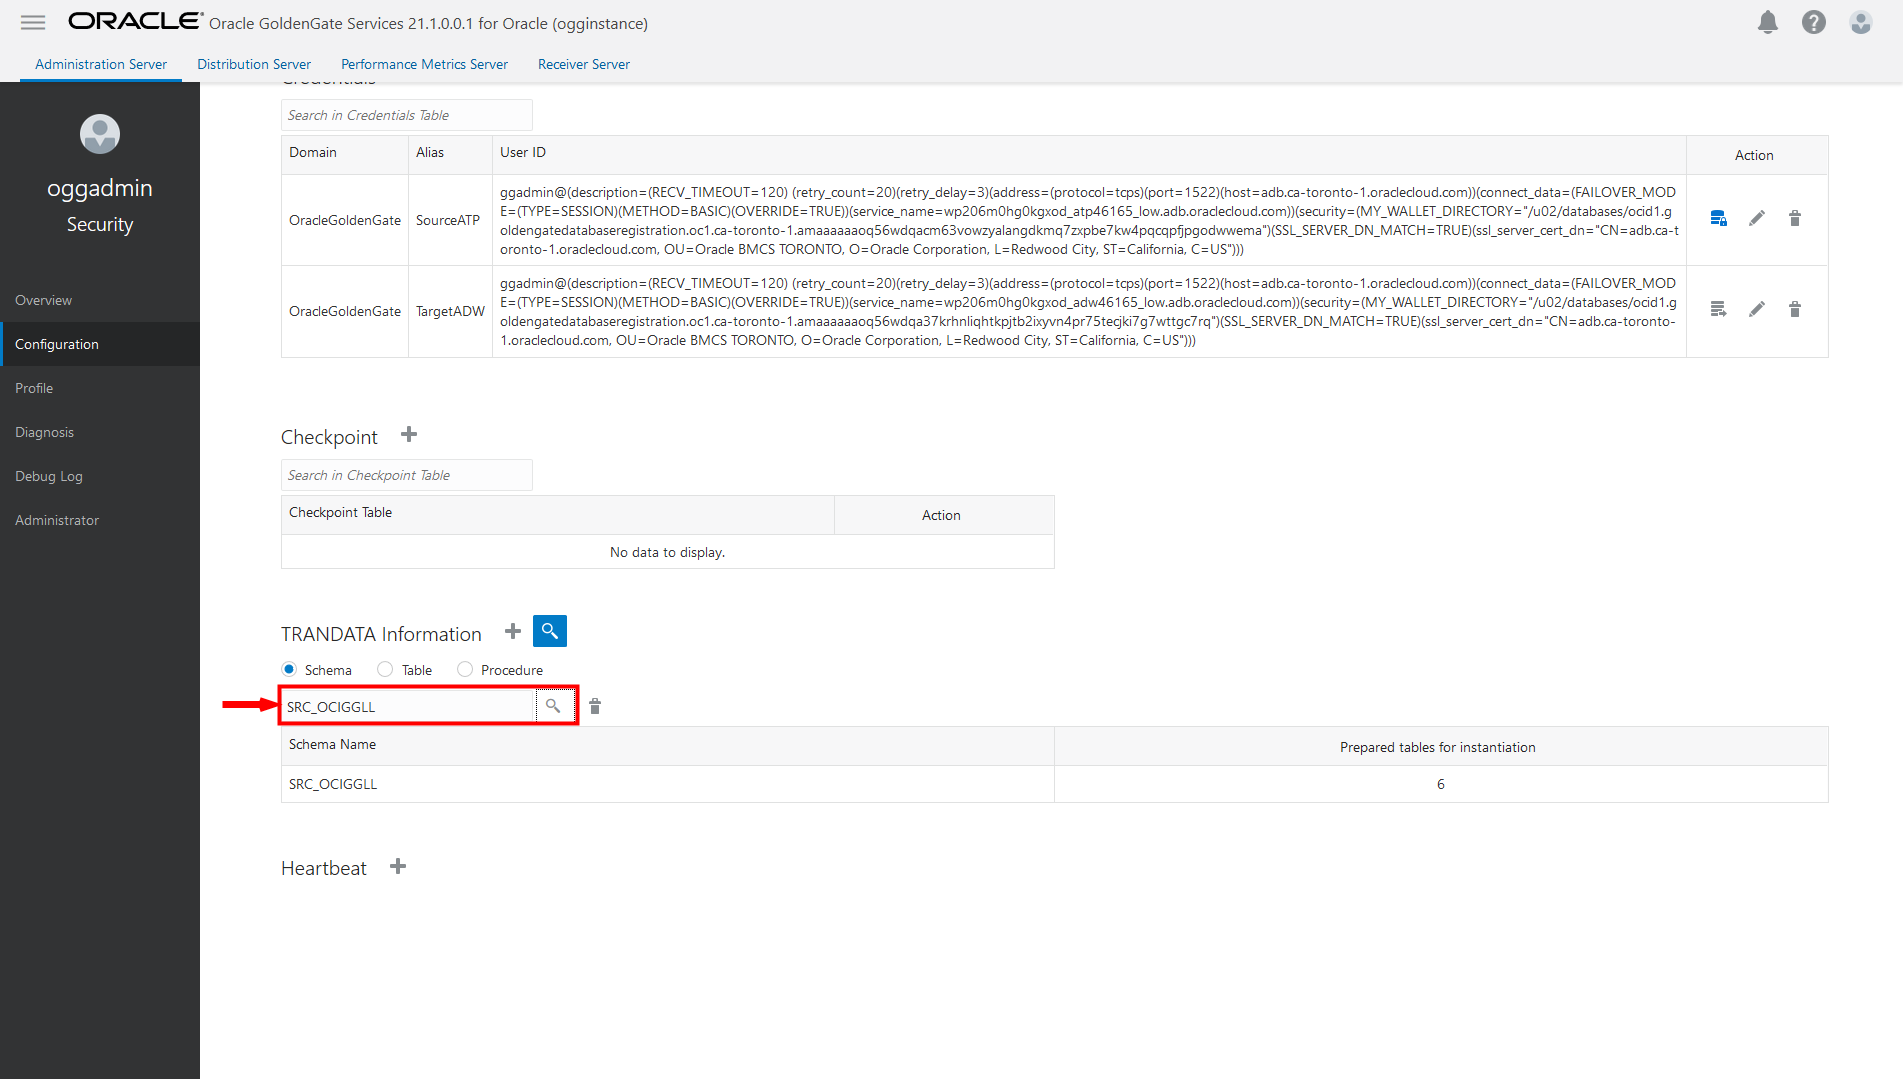 ORACLE Oracle GoldenGate Services 21.1.0.0.1 for Oracle (ogginstance)
Administration Server Distribution Server Performance Metrics Server Receiver Server
oggadmin
Security
Overview
Configuration
Profile
Diagnosis
Debug Log
Administrator
Credentials
Search in Credentials Table
Domain Alias User ID Action
OracleGoldenGate SourceATP
ggadmin@(description=(RECV_TIMEOUT=120) (retry_count=20)(retry_delay=3)(address=(protocol=tcps)(port=1522)(host=adb.ca-toronto-1.oraclecloud.com))(connect_data=(FAILOVER_MOD
E=(TYPE=SESSION)(METHOD=BASIC)(OVERRIDE=TRUE))(service_name=wp206m0hg0kgxod_atp46165_low.adb.oraclecloud.com))(security=(MY_WALLET_DIRECTORY="/u02/databases/ocid1.g
oldengatedatabaseregistration.oc1.ca-toronto-1.amaaaaaaoq56wdqacm63vowzyalangdkmq7zxpbe7kw4pqcqpfjpgodwwema")(SSL_SERVER_DN_MATCH=TRUE)(ssl_server_cert_dn="CN=adb.ca-t
oronto-1.oraclecloud.com, OU=Oracle BMCS TORONTO, O=Oracle Corporation, L=Redwood City, ST=California, C=US")))
OracleGoldenGate TargetADW
ggadmin@(description=(RECV_TIMEOUT=120) (retry_count=20)(retry_delay=3)(address=(protocol=tcps)(port=1522)(host=adb.ca-toronto-1.oraclecloud.com))(connect_data=(FAILOVER_MOD
E=(TYPE=SESSION)(METHOD=BASIC)(OVERRIDE=TRUE))(service_name=wp206m0hg0kgxod_adw46165_low.adb.oraclecloud.com))(security=(MY_WALLET_DIRECTORY="/u02/databases/ocid1.g
oldengatedatabaseregistration.oc1.ca-toronto-1.amaaaaaaoq56wdqa37krhnliqhtkpjtb2ixyvn4pr75tecjki7g7wttgc7rq")(SSL_SERVER_DN_MATCH=TRUE)(ssl_server_cert_dn="CN=adb.ca-toronto-
1.oraclecloud.com, OU=Oracle BMCS TORONTO, O=Oracle Corporation, L=Redwood City, ST=California, C=US")))
Checkpoint
Search in Checkpoint Table
Checkpoint Table Action
No data to display.
TRANDATA Information
Schema Table Procedure
SRC_OCIGGLL
Schema Name Prepared tables for instantiation
SRC_OCIGGLL 6
Heartbeat